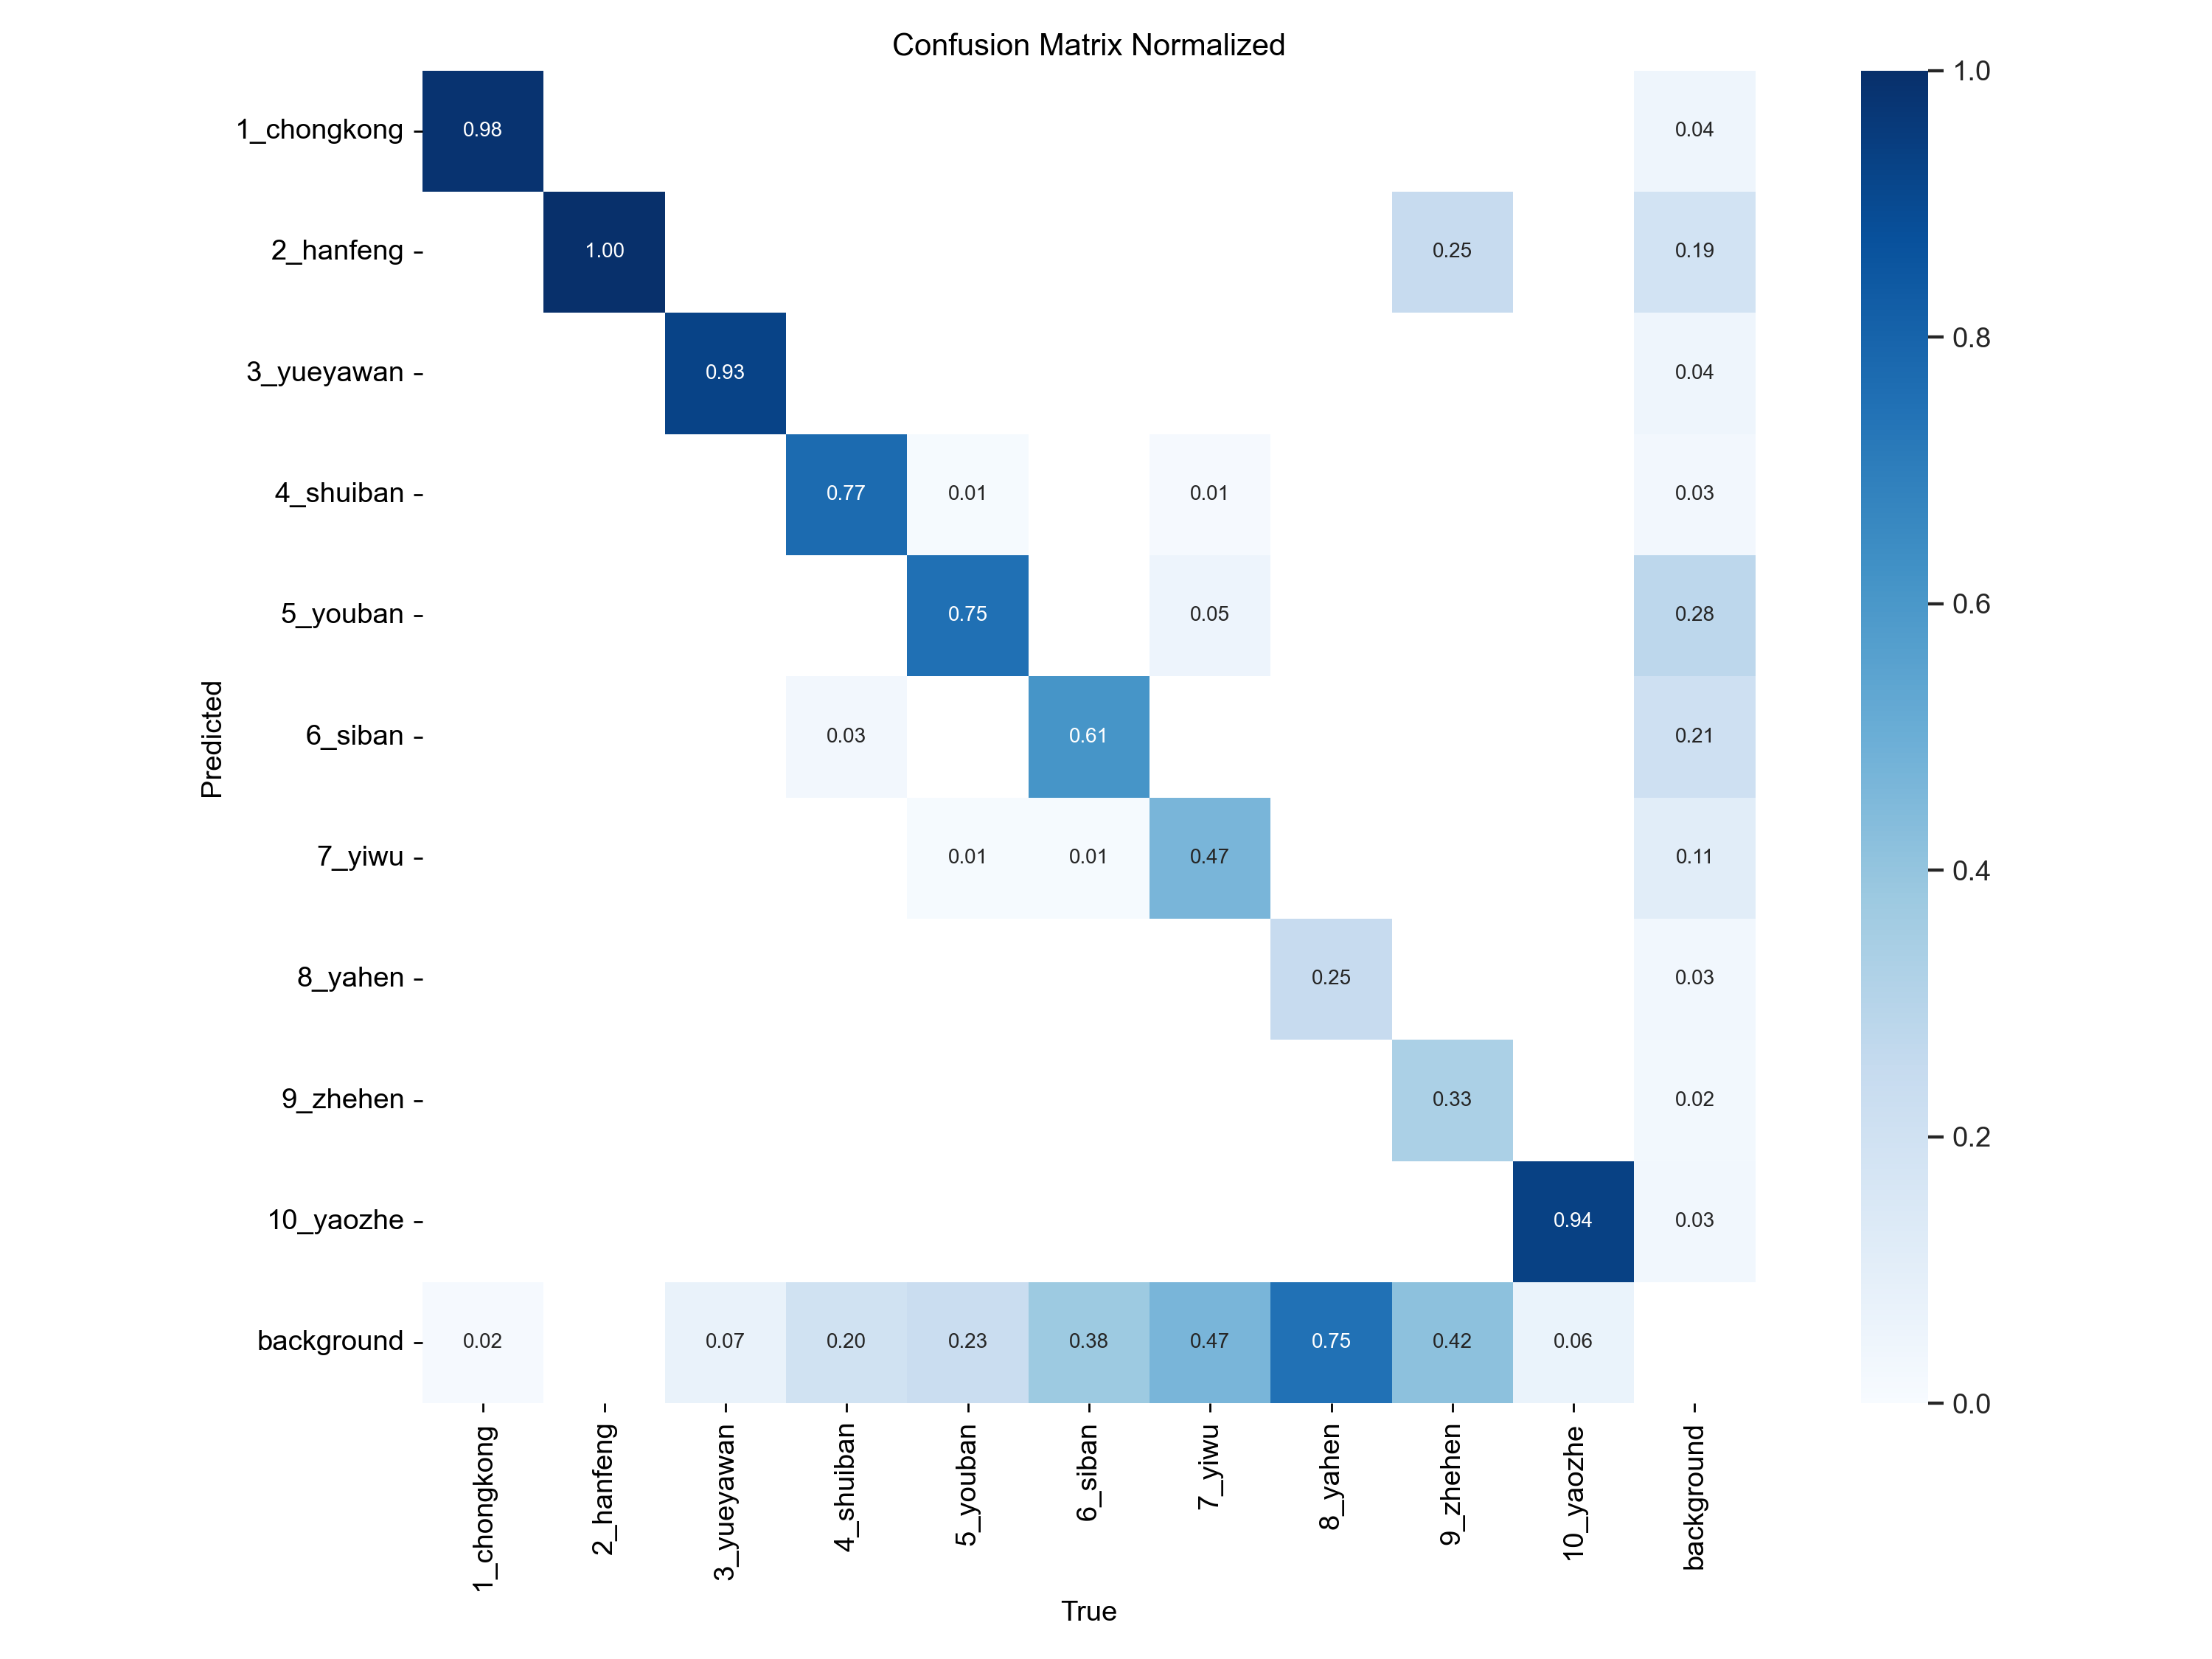 Confusion Matrix Normalized
1_chongkong 0.98 0.04 1.0
2_hanfeng 1.00 0.25 0.19
0.8
3_yueyawan 0.93 0.04
4_shuiban 0.77 0.01 0.01 0.03
5_youban 0.75 0.05 0.28 0.6
Predicted
6_siban 0.03 0.61 0.21
7_yiwu 0.01 0.01 0.47 0.11 0.4
8_yahen 0.25 0.03
9_zhehen 0.33 0.02 0.2
10_yaozhe 0.94 0.03
background 0.02 0.07 0.20 0.23 0.38 0.47 0.75 0.42 0.06
0.0
1_chongkong 2_hanfeng 3_yueyawan 4_shuiban 5_youban 6_siban 7_yiwu 8_yahen 9_zhehen 10_yaozhe background
True